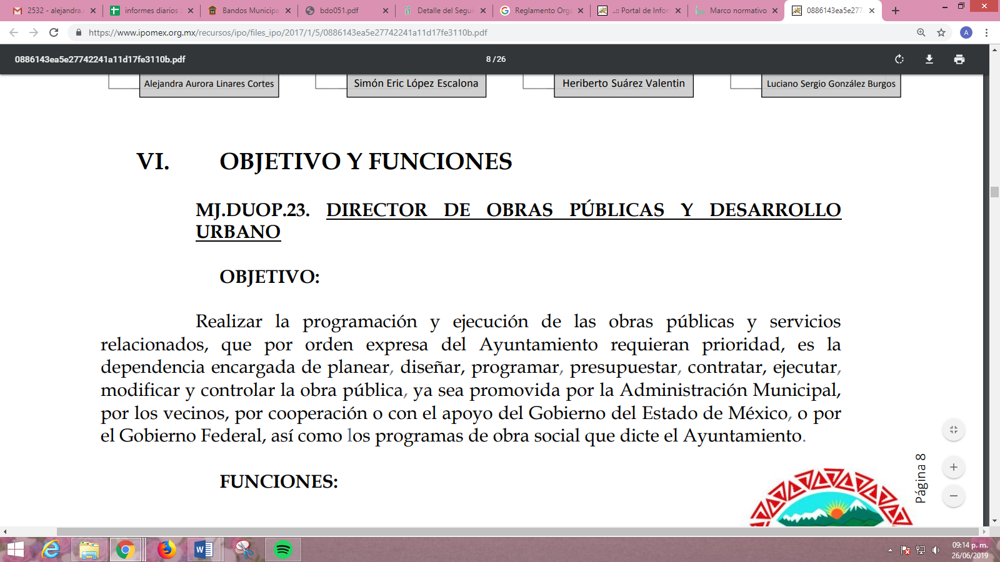 2532 - alejandra.
informes diarios
Bandos Municipa
bdo051.pdf
Detalle del Segui
Reglamento Orga
..:: Portal de Infor
Marco normativo
0886143ea5e277
https://www.ipomex.org.mx/recursos/ipo/files_ipo/2017/1/5/0886143ea5e27742241a11d17fe3110b.pdf
A
0886143ea5e27742241a11d17fe3110b.pdf
8 / 26
Alejandra Aurora Linares Cortes
Simón Eric López Escalona
Heriberto Suárez Valentin
Luciano Sergio González Burgos
VI. OBJETIVO Y FUNCIONES
MJ.DUOP.23. DIRECTOR DE OBRAS PÚBLICAS Y DESARROLLO
URBANO
OBJETIVO:
Realizar la programación y ejecución de las obras públicas y servicios
relacionados, que por orden expresa del Ayuntamiento requieran prioridad, es la
dependencia encargada de planear, diseñar, programar, presupuestar, contratar, ejecutar,
modificar y controlar la obra pública, ya sea promovida por la Administración Municipal,
por los vecinos, por cooperación o con el apoyo del Gobierno del Estado de México, o por
el Gobierno Federal, así como los programas de obra social que dicte el Ayuntamiento.
FUNCIONES:
Página 8
09:14 p. m.
26/06/2019